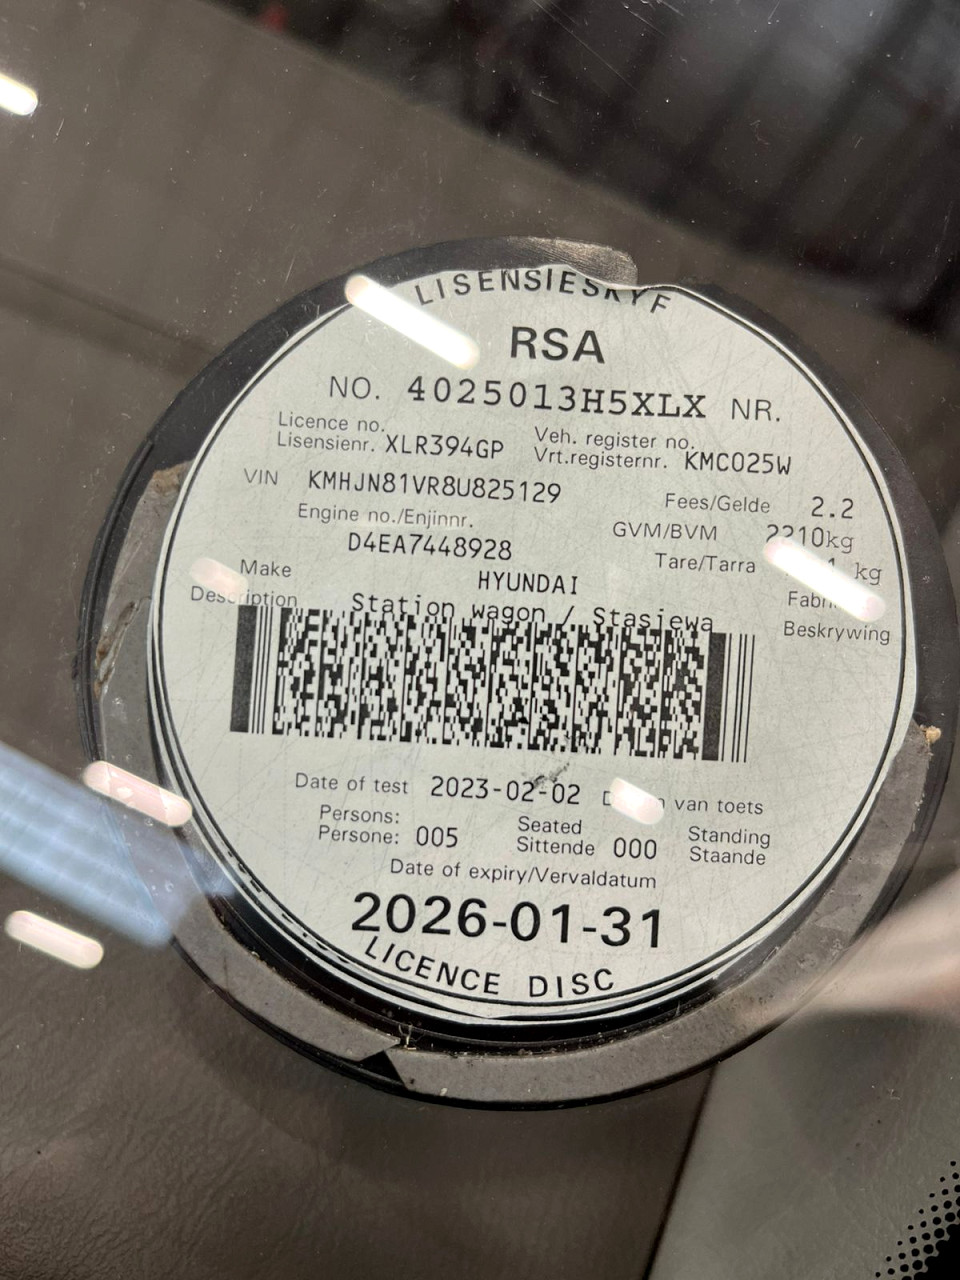 LISENSIESKYF
RSA
NO. 4025013H5XLX NR.
Licence no.
Lisensienr. XLR394GP
Veh. register no.
Vrt.registernr. KMC025W
VIN KMHJN81VR8U825129
Fees/Gelde 2.2
Engine no./Enjinnr.
D4EA7448928
GVM/BVM 2210kg
Tare/Tarra kg
Make HYUNDAI
Description Station wagon / Stasiewa
Beskrywing
Date of test 2023-02-02 van toets
Persons:
Persone: 005
Seated
Sittende 000
Standing
Staande
Date of expiry/Vervaldatum
2026-01-31
LICENCE DISC